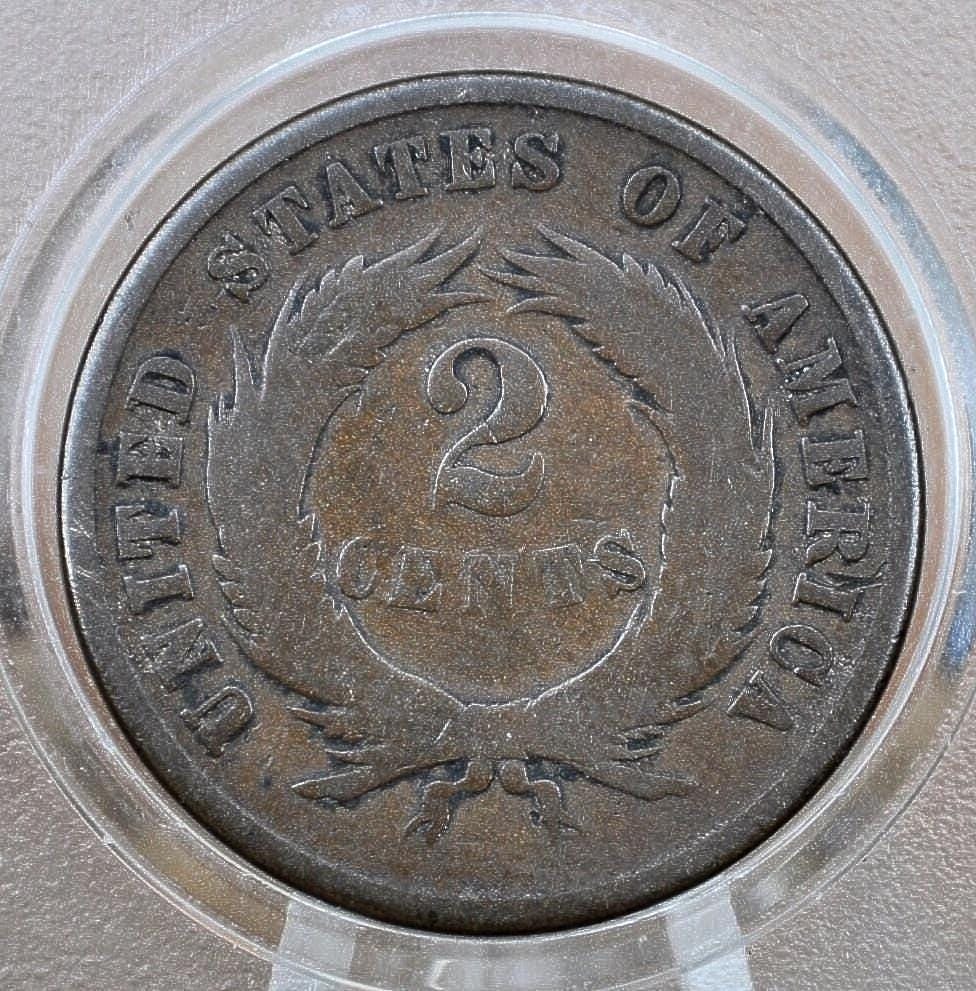 UNITED STATES OF AMERICA
2
CENTS